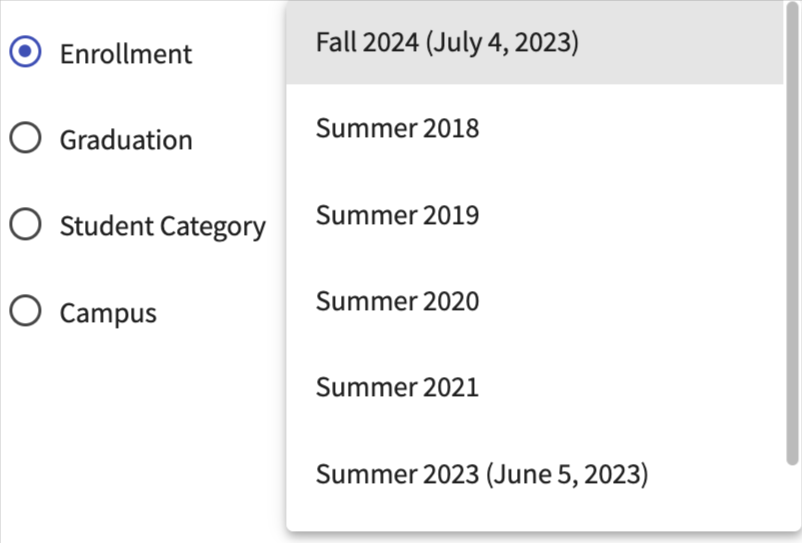 Enrollment
Graduation
Student Category
Campus
Fall 2024 (July 4, 2023)
Summer 2018
Summer 2019
Summer 2020
Summer 2021
Summer 2023 (June 5, 2023)